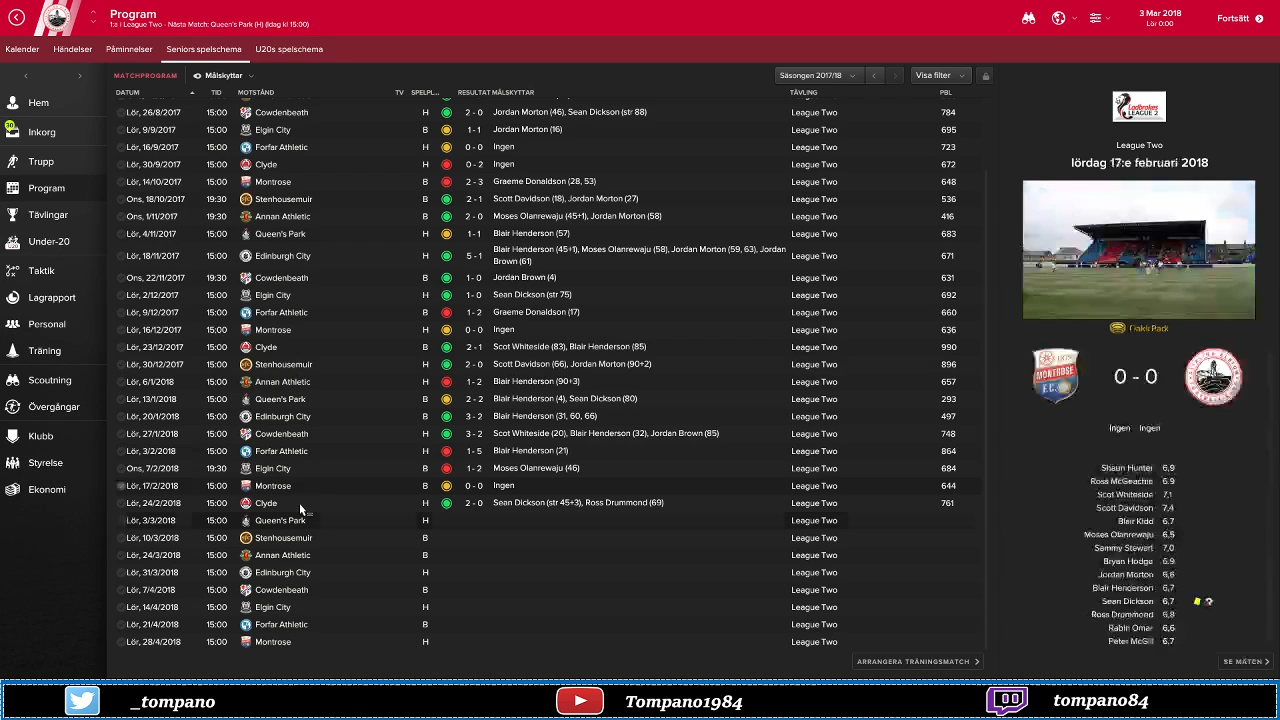 Program
1:a i League Two - Nästa Match: Queen's Park (H) (Idag kl 15:00)
3 Mar 2018
Lör 0:00
Fortsätt
Kalender Händelser Påminnelser Seniors spelschema U20s spelschema
MATCHPROGRAM Målskyttar Säsongen 2017/18 Visa filter
DATUM TID MOTSTÅND TV SPELPL... RESULTAT MÅLSKYTTAR TÄVLING PBL
Lör, 26/8/2017 15:00 Cowdenbeath H 2 - 0 Jordan Morton (46), Sean Dickson (str 88) League Two 784
Lör, 9/9/2017 15:00 Elgin City B 1 - 1 Jordan Morton (16) League Two 695
Lör, 16/9/2017 15:00 Forfar Athletic H 0 - 0 Ingen League Two 723
Lör, 30/9/2017 15:00 Clyde H 0 - 2 Ingen League Two 672
Lör, 14/10/2017 15:00 Montrose B 2 - 3 Graeme Donaldson (28, 53) League Two 648
Ons, 18/10/2017 19:30 Stenhousemuir B 2 - 1 Scott Davidson (18), Jordan Morton (27) League Two 536
Ons, 1/11/2017 19:30 Annan Athletic B 2 - 0 Moses Olanrewaju (45+1), Jordan Morton (58) League Two 416
Lör, 4/11/2017 15:00 Queen's Park H 1 - 1 Blair Henderson (57) League Two 683
Lör, 18/11/2017 15:00 Edinburgh City H 5 - 1 Blair Henderson (45+1), Moses Olanrewaju (58), Jordan Morton (59, 63), Jordan Brown (61) League Two 671
Ons, 22/11/2017 19:30 Cowdenbeath B 1 - 0 Jordan Brown (4) League Two 631
Lör, 2/12/2017 15:00 Elgin City H 1 - 0 Sean Dickson (str 75) League Two 692
Lör, 9/12/2017 15:00 Forfar Athletic B 1 - 2 Graeme Donaldson (17) League Two 660
Lör, 16/12/2017 15:00 Montrose H 0 - 0 Ingen League Two 636
Lör, 23/12/2017 15:00 Clyde B 2 - 1 Scot Whiteside (83), Blair Henderson (85) League Two 990
Lör, 30/12/2017 15:00 Stenhousemuir H 2 - 0 Scott Davidson (66), Jordan Morton (90+2) League Two 896
Lör, 6/1/2018 15:00 Annan Athletic H 1 - 2 Blair Henderson (90+3) League Two 657
Lör, 13/1/2018 15:00 Queen's Park B 2 - 2 Blair Henderson (4), Sean Dickson (80) League Two 293
Lör, 20/1/2018 15:00 Edinburgh City B 3 - 2 Blair Henderson (31, 60, 66) League Two 497
Lör, 27/1/2018 15:00 Cowdenbeath H 3 - 2 Scot Whiteside (20), Blair Henderson (32), Jordan Brown (85) League Two 748
Lör, 3/2/2018 15:00 Forfar Athletic H 1 - 5 Blair Henderson (21) League Two 864
Ons, 7/2/2018 19:30 Elgin City B 1 - 2 Moses Olanrewaju (46) League Two 684
Lör, 17/2/2018 15:00 Montrose B 0 - 0 Ingen League Two 644
Lör, 24/2/2018 15:00 Clyde H 2 - 0 Sean Dickson (str 45+3), Ross Drummond (69) League Two 761
Lör, 3/3/2018 15:00 Queen's Park H League Two
Lör, 10/3/2018 15:00 Stenhousemuir B League Two
Lör, 24/3/2018 15:00 Annan Athletic B League Two
Lör, 31/3/2018 15:00 Edinburgh City H League Two
Lör, 7/4/2018 15:00 Cowdenbeath B League Two
Lör, 14/4/2018 15:00 Elgin City H League Two
Lör, 21/4/2018 15:00 Forfar Athletic B League Two
Lör, 28/4/2018 15:00 Montrose H League Two
ARRANGERA TRÄNINGSMATCH
Hem
30
Inkorg
Trupp
Program
Tävlingar
Under-20
Taktik
Lagrapport
Personal
Träning
Scoutning
Övergångar
Klubb
Styrelse
Ekonomi
Ladbrokes
LEAGUE 2
League Two
lördag 17:e februari 2018
Links Park
MONTROSE
F.C.
0 - 0
Ingen Ingen
Shaun Hunter 6,9
Ross McGeachie 6,9
Scot Whiteside 7,1
Scott Davidson 7,4
Blair Kidd 6,7
Moses Olanrewaju 6,5
Sammy Stewart 7,0
Bryan Hodge 6,9
Jordan Morton 6,6
Blair Henderson 6,7
Sean Dickson 6,7
Ross Drummond 6,8
Rabin Omar 6,6
Peter McGill 6,7
SE MÖTEN
_tompano Tompano1984 tompano84